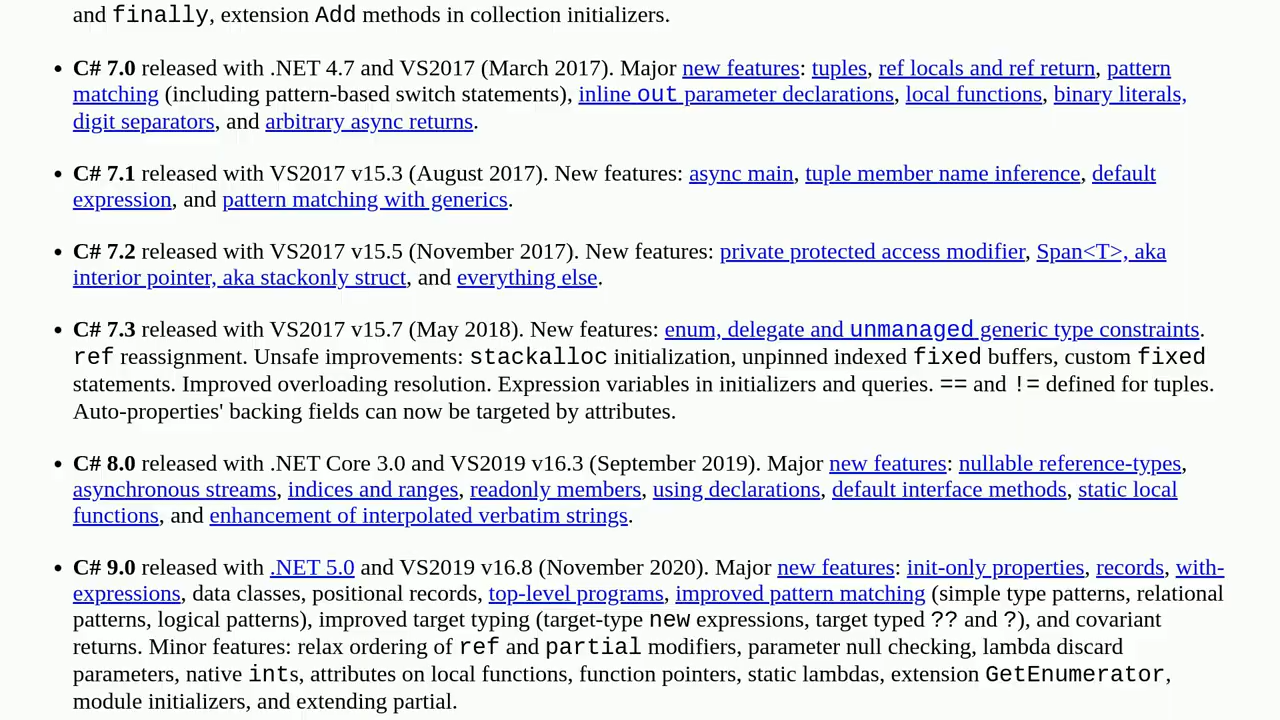 and finally, extension Add methods in collection initializers.
• C# 7.0 released with .NET 4.7 and VS2017 (March 2017). Major new features: tuples, ref locals and ref return, pattern
matching (including pattern-based switch statements), inline out parameter declarations, local functions, binary literals,
digit separators, and arbitrary async returns.
• C# 7.1 released with VS2017 v15.3 (August 2017). New features: async main, tuple member name inference, default
expression, and pattern matching with generics.
• C# 7.2 released with VS2017 v15.5 (November 2017). New features: private protected access modifier, Span<T>, aka
interior pointer, aka stackonly struct, and everything else.
• C# 7.3 released with VS2017 v15.7 (May 2018). New features: enum, delegate and unmanaged generic type constraints.
ref reassignment. Unsafe improvements: stackalloc initialization, unpinned indexed fixed buffers, custom fixed
statements. Improved overloading resolution. Expression variables in initializers and queries. == and != defined for tuples.
Auto-properties' backing fields can now be targeted by attributes.
• C# 8.0 released with .NET Core 3.0 and VS2019 v16.3 (September 2019). Major new features: nullable reference-types,
asynchronous streams, indices and ranges, readonly members, using declarations, default interface methods, static local
functions, and enhancement of interpolated verbatim strings.
• C# 9.0 released with .NET 5.0 and VS2019 v16.8 (November 2020). Major new features: init-only properties, records, with-
expressions, data classes, positional records, top-level programs, improved pattern matching (simple type patterns, relational
patterns, logical patterns), improved target typing (target-type new expressions, target typed ?? and ?), and covariant
returns. Minor features: relax ordering of ref and partial modifiers, parameter null checking, lambda discard
parameters, native ints, attributes on local functions, function pointers, static lambdas, extension GetEnumerator,
module initializers, and extending partial.